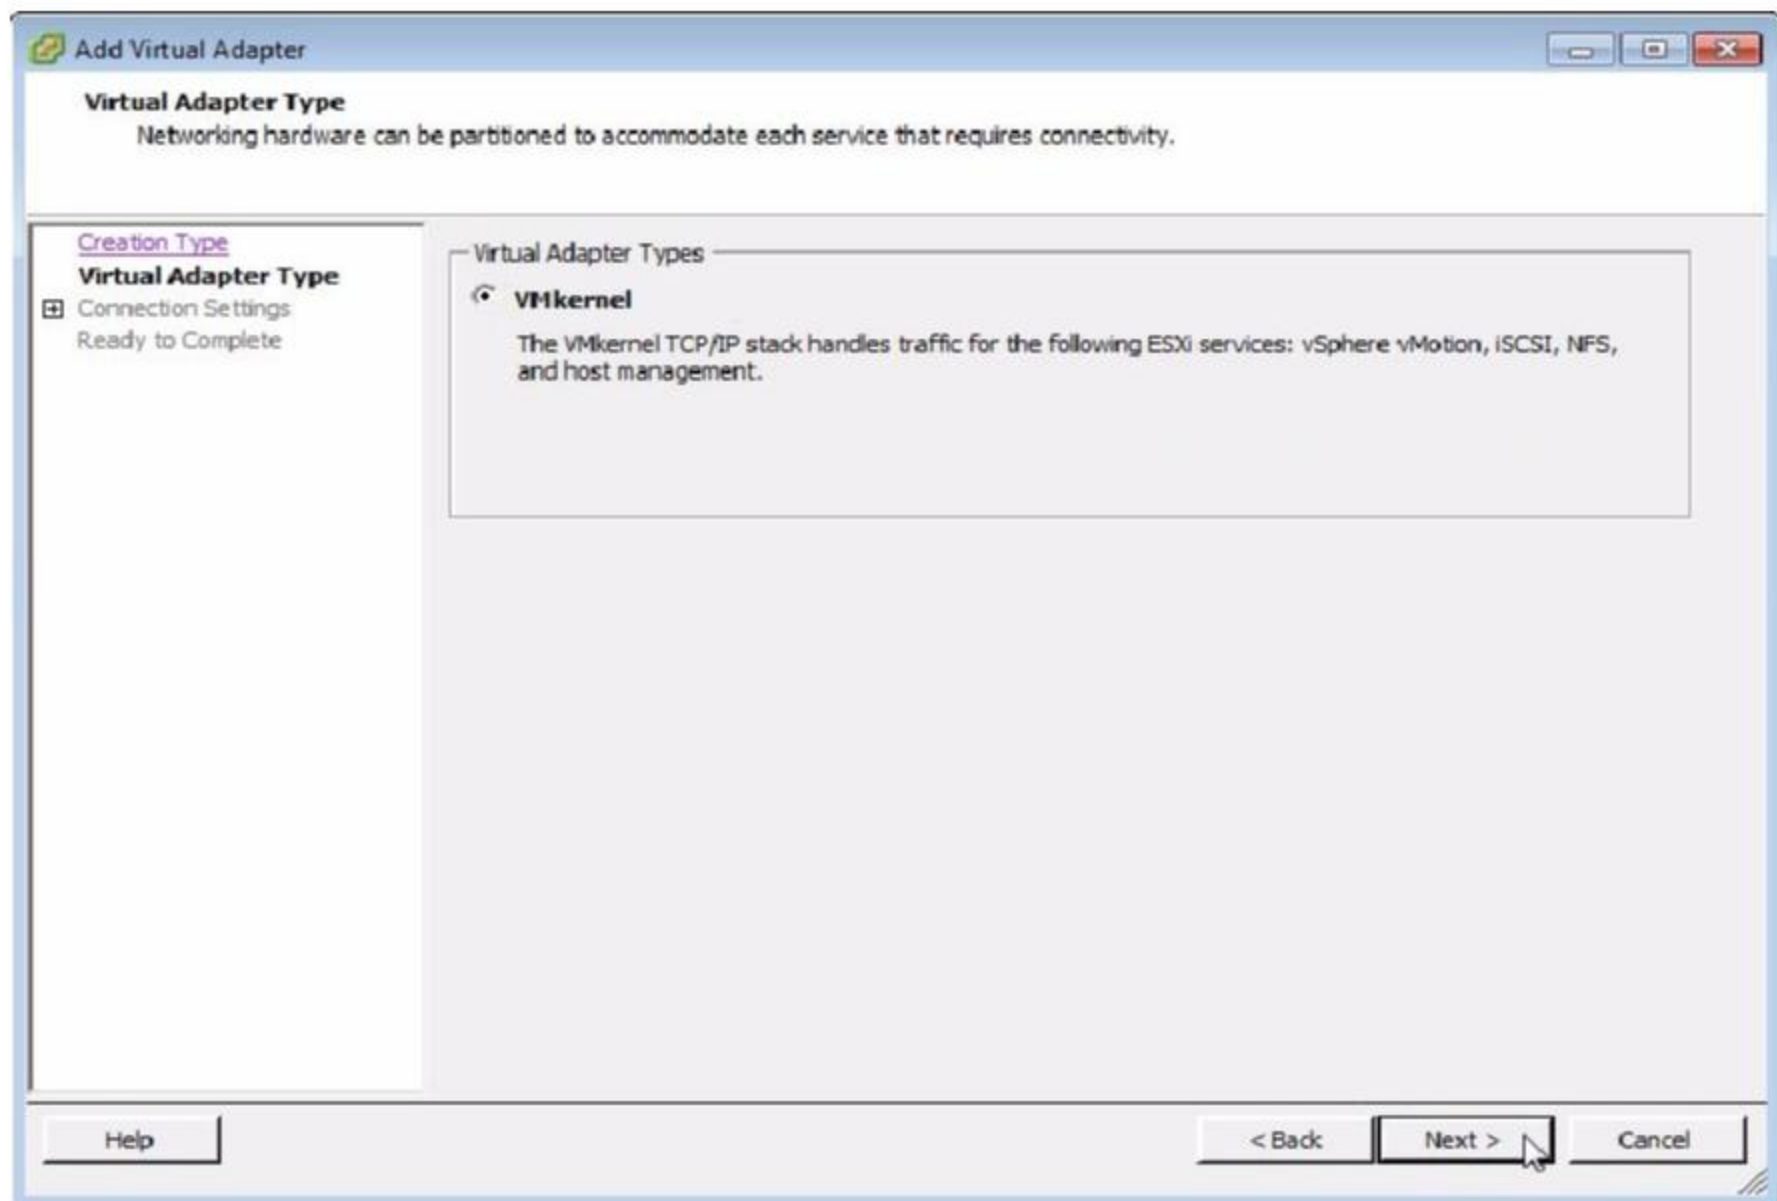 Add Virtual Adapter
Virtual Adapter Type
Networking hardware can be partitioned to accommodate each service that requires connectivity.
Creation Type
Virtual Adapter Type
Connection Settings
Ready to Complete
Virtual Adapter Types
VMkernel
The VMkernel TCP/IP stack handles traffic for the following ESXi services: vSphere vMotion, iSCSI, NFS,
and host management.
Help
< Back
Next >
Cancel